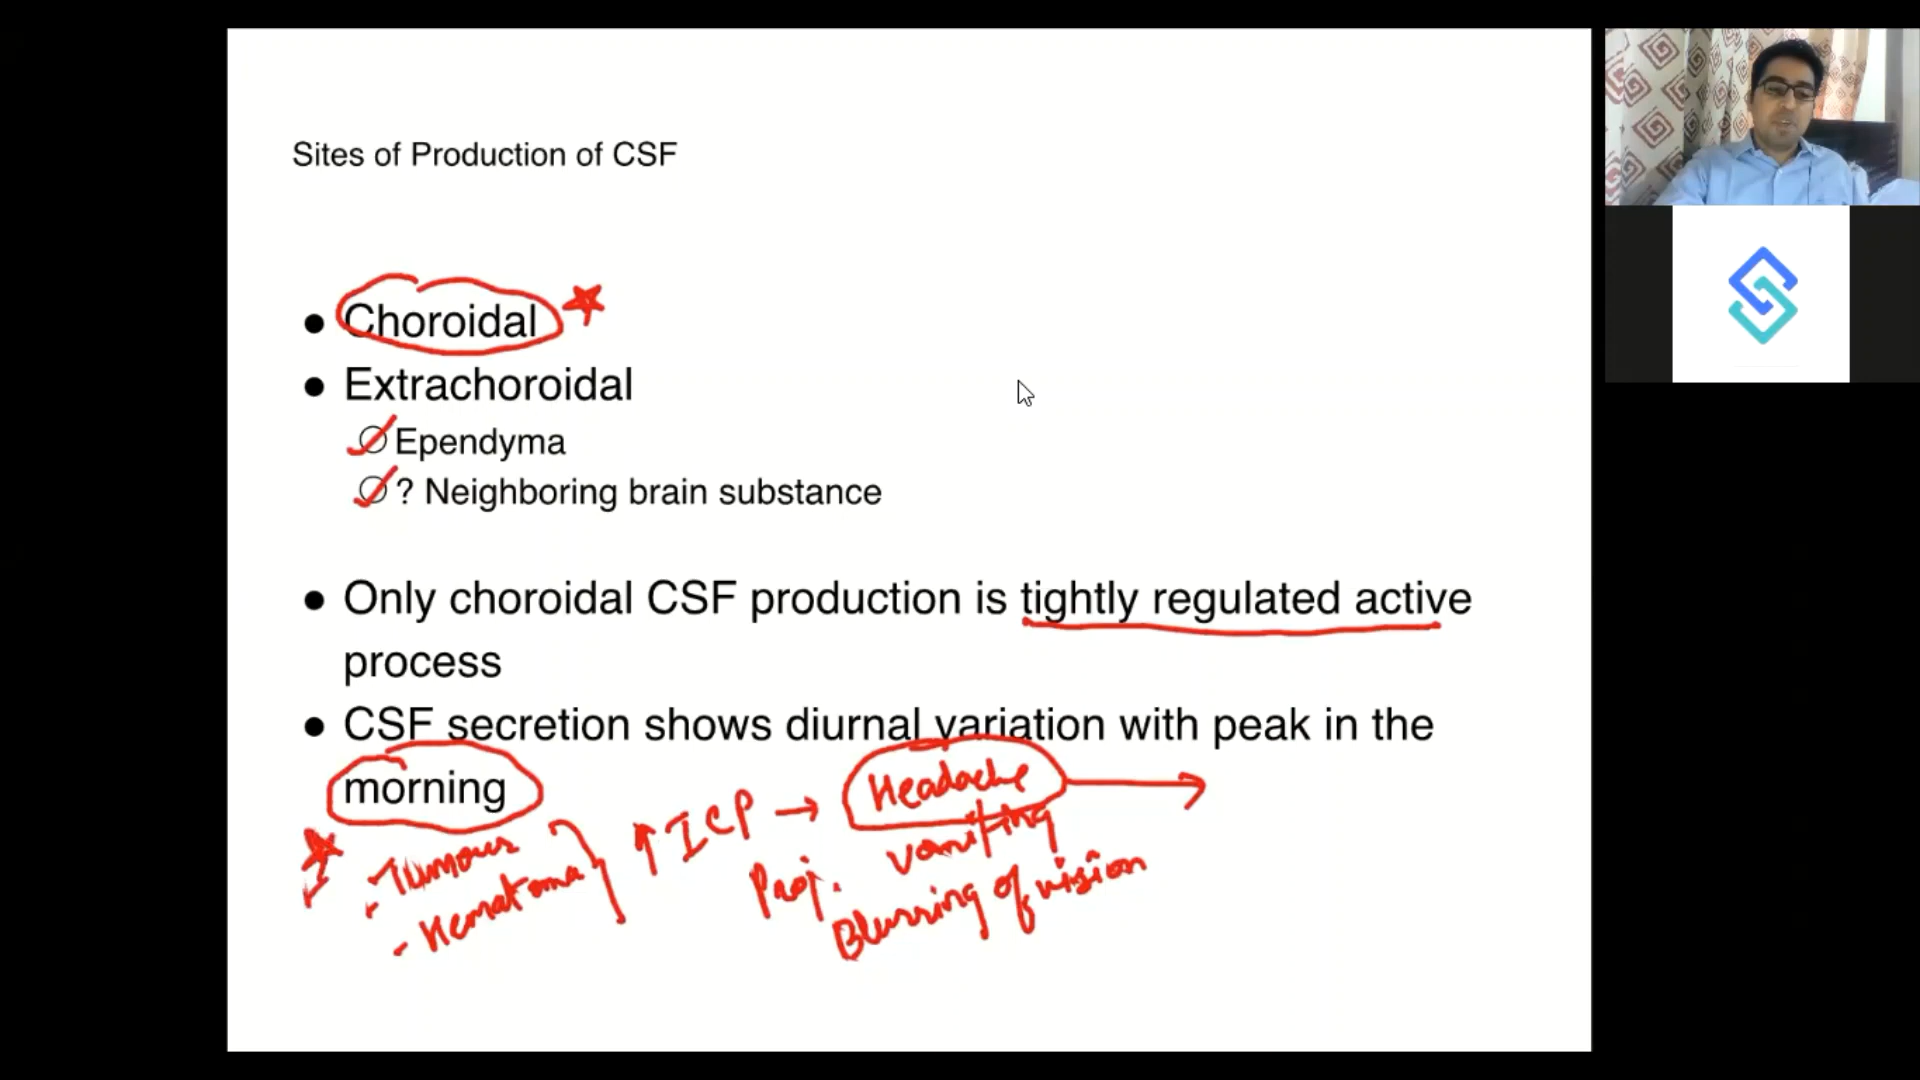 Sites of Production of CSF
● Choroidal
● Extrachoroidal
○ Ependyma
○ ? Neighboring brain substance
● Only choroidal CSF production is tightly regulated active
process
● CSF secretion shows diurnal variation with peak in the
morning
- Tumours
- Hematoma
↑ ICP → Headache →
Proj. vomiting
Blurring of vision